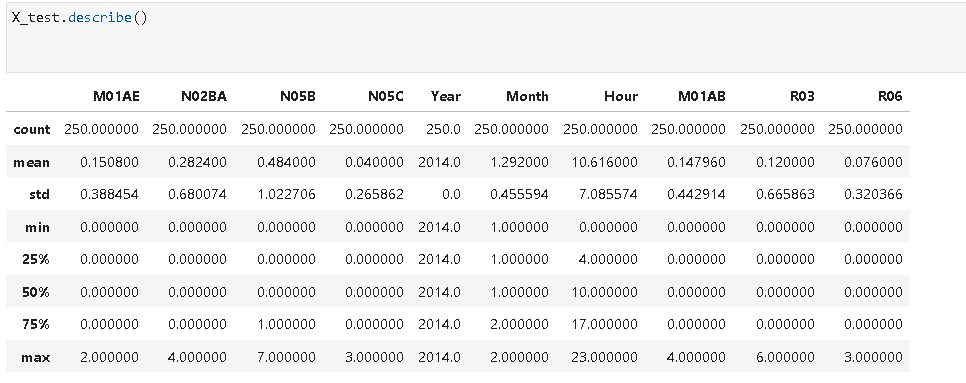 X_test.describe()
M01AE N02BA N05B N05C Year Month Hour M01AB R03 R06
count 250.000000 250.000000 250.000000 250.000000 250.0 250.000000 250.000000 250.000000 250.000000 250.000000
mean 0.150800 0.282400 0.484000 0.040000 2014.0 1.292000 10.616000 0.147960 0.120000 0.076000
std 0.388454 0.680074 1.022706 0.265862 0.0 0.455594 7.085574 0.442914 0.665863 0.320366
min 0.000000 0.000000 0.000000 0.000000 2014.0 1.000000 0.000000 0.000000 0.000000 0.000000
25% 0.000000 0.000000 0.000000 0.000000 2014.0 1.000000 4.000000 0.000000 0.000000 0.000000
50% 0.000000 0.000000 0.000000 0.000000 2014.0 1.000000 10.000000 0.000000 0.000000 0.000000
75% 0.000000 0.000000 1.000000 0.000000 2014.0 2.000000 17.000000 0.000000 0.000000 0.000000
max 2.000000 4.000000 7.000000 3.000000 2014.0 2.000000 23.000000 4.000000 6.000000 3.000000